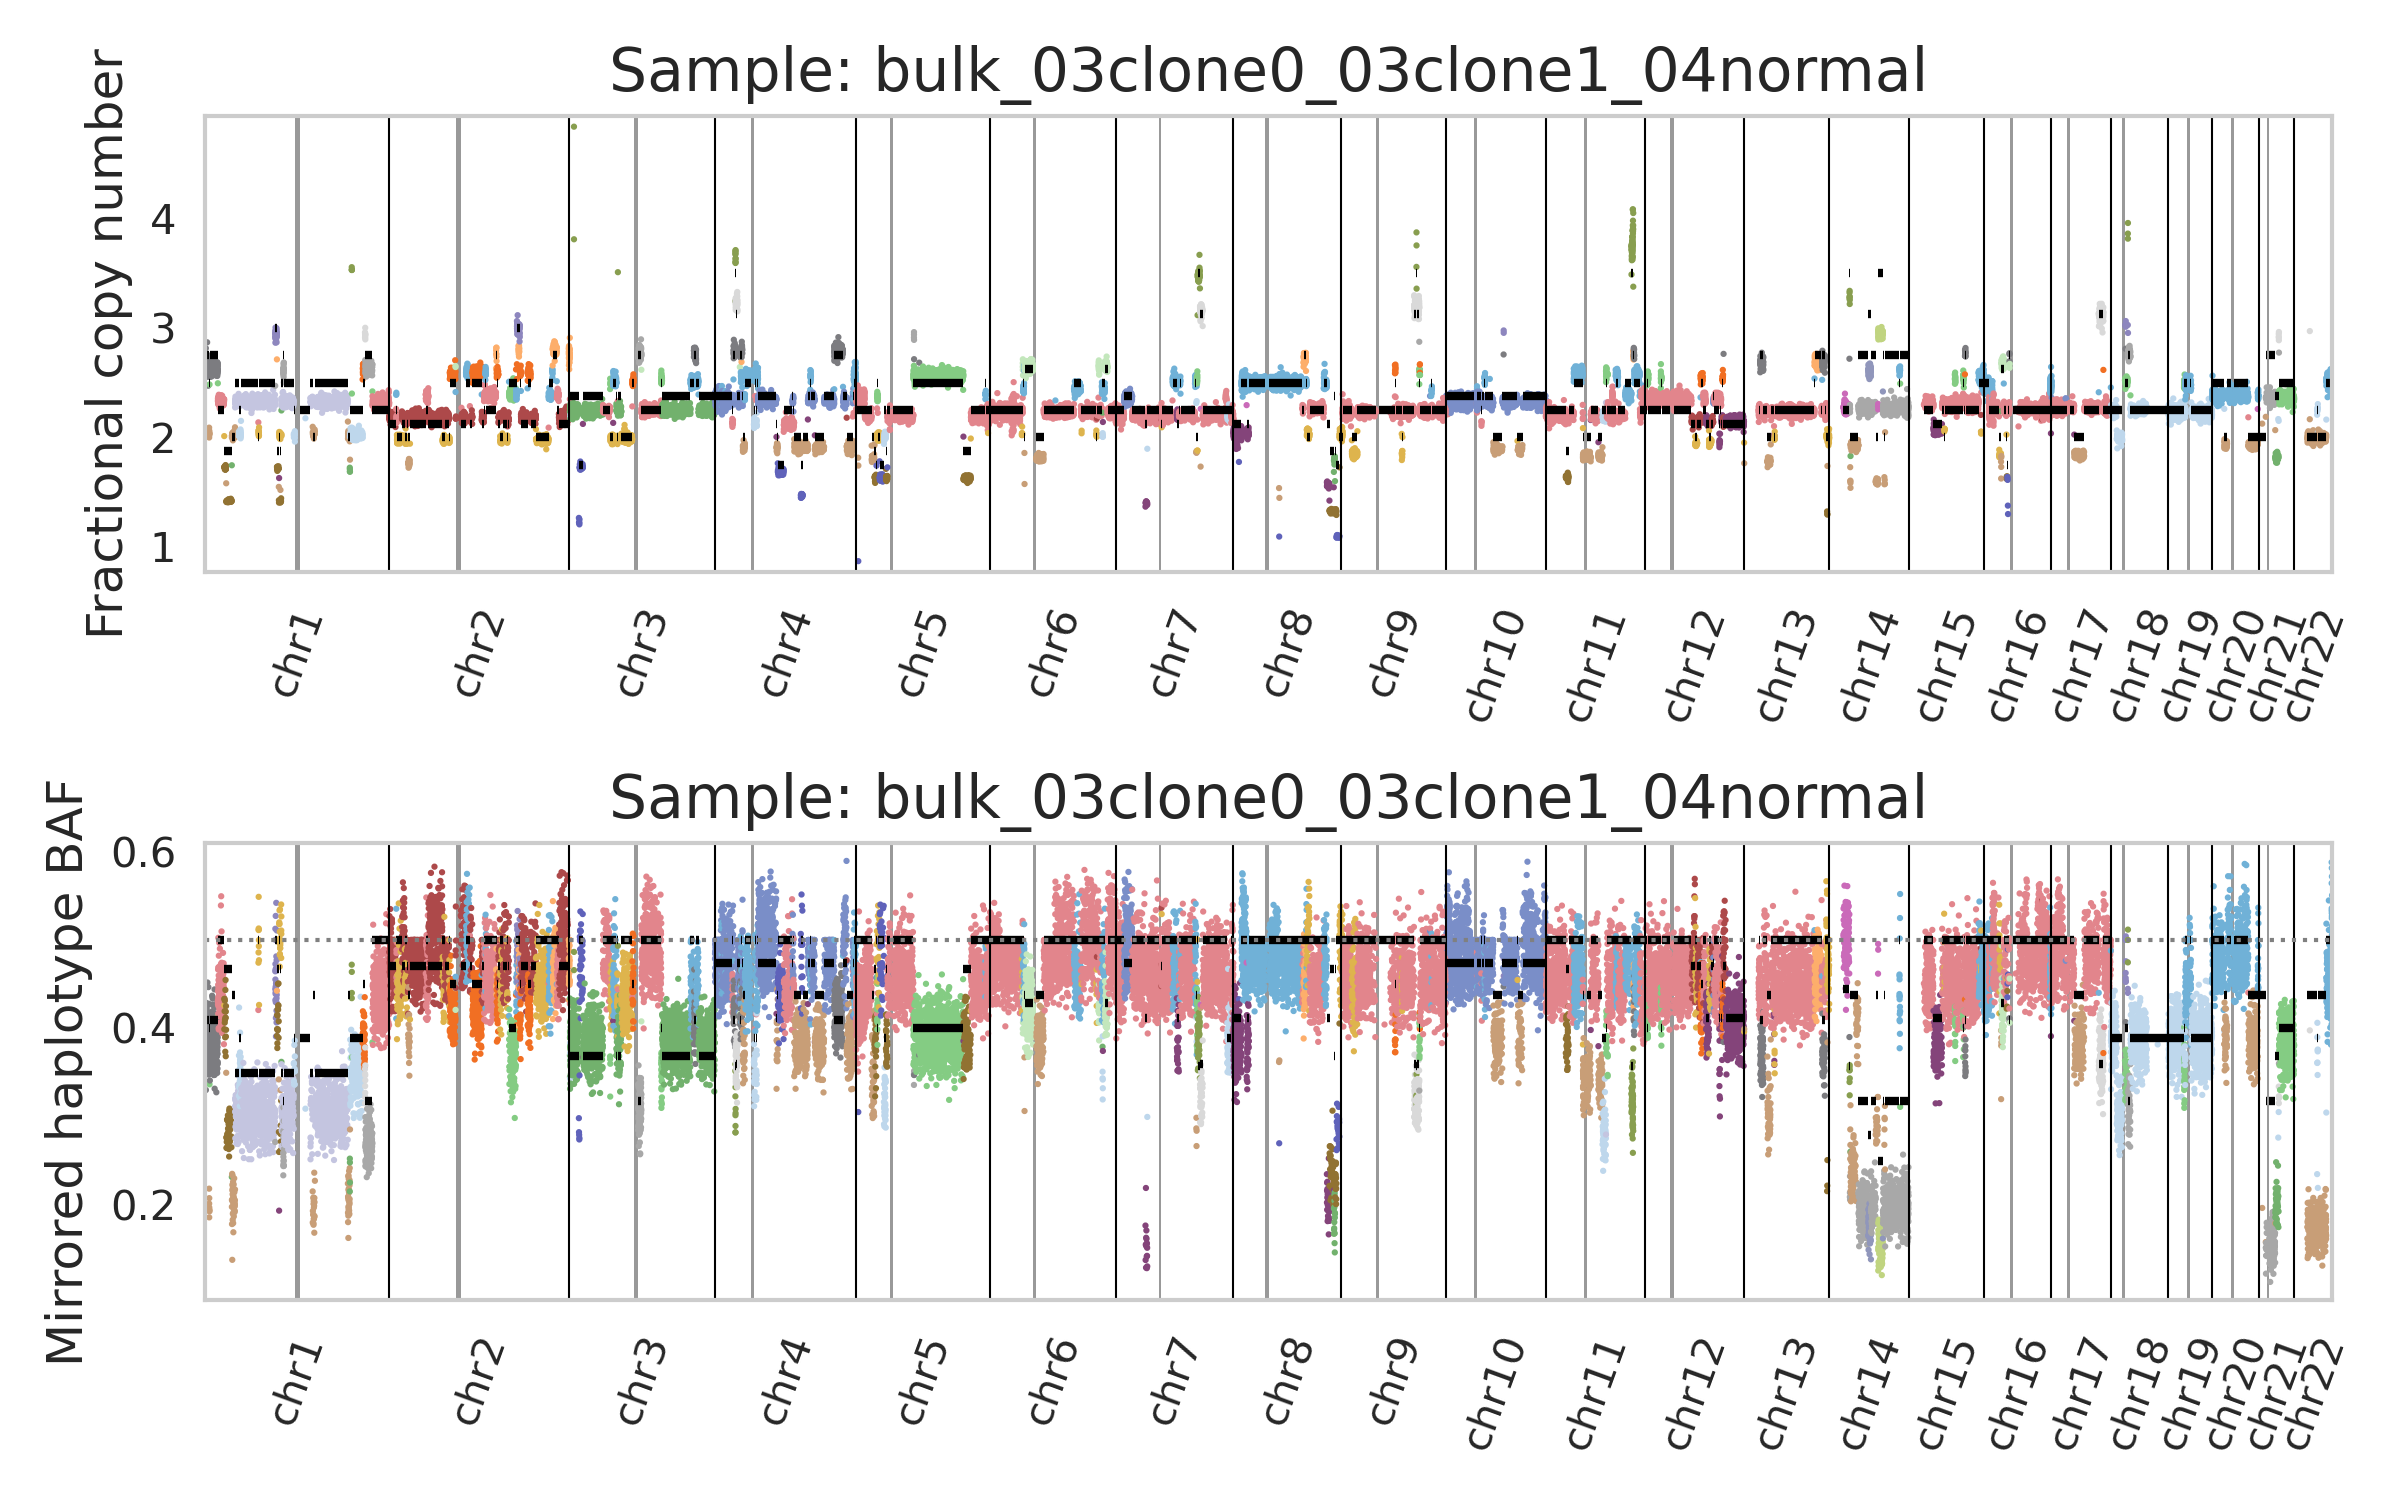 Sample: bulk_03clone0_03clone1_04normal
Fractional copy number
4
3
2
1
chr1 chr2 chr3 chr4 chr5 chr6 chr7 chr8 chr9 chr10 chr11 chr12 chr13 chr14 chr15 chr16 chr17 chr18 chr19 chr20 chr21 chr22
Sample: bulk_03clone0_03clone1_04normal
Mirrored haplotype BAF
0.6
0.4
0.2
chr1 chr2 chr3 chr4 chr5 chr6 chr7 chr8 chr9 chr10 chr11 chr12 chr13 chr14 chr15 chr16 chr17 chr18 chr19 chr20 chr21 chr22